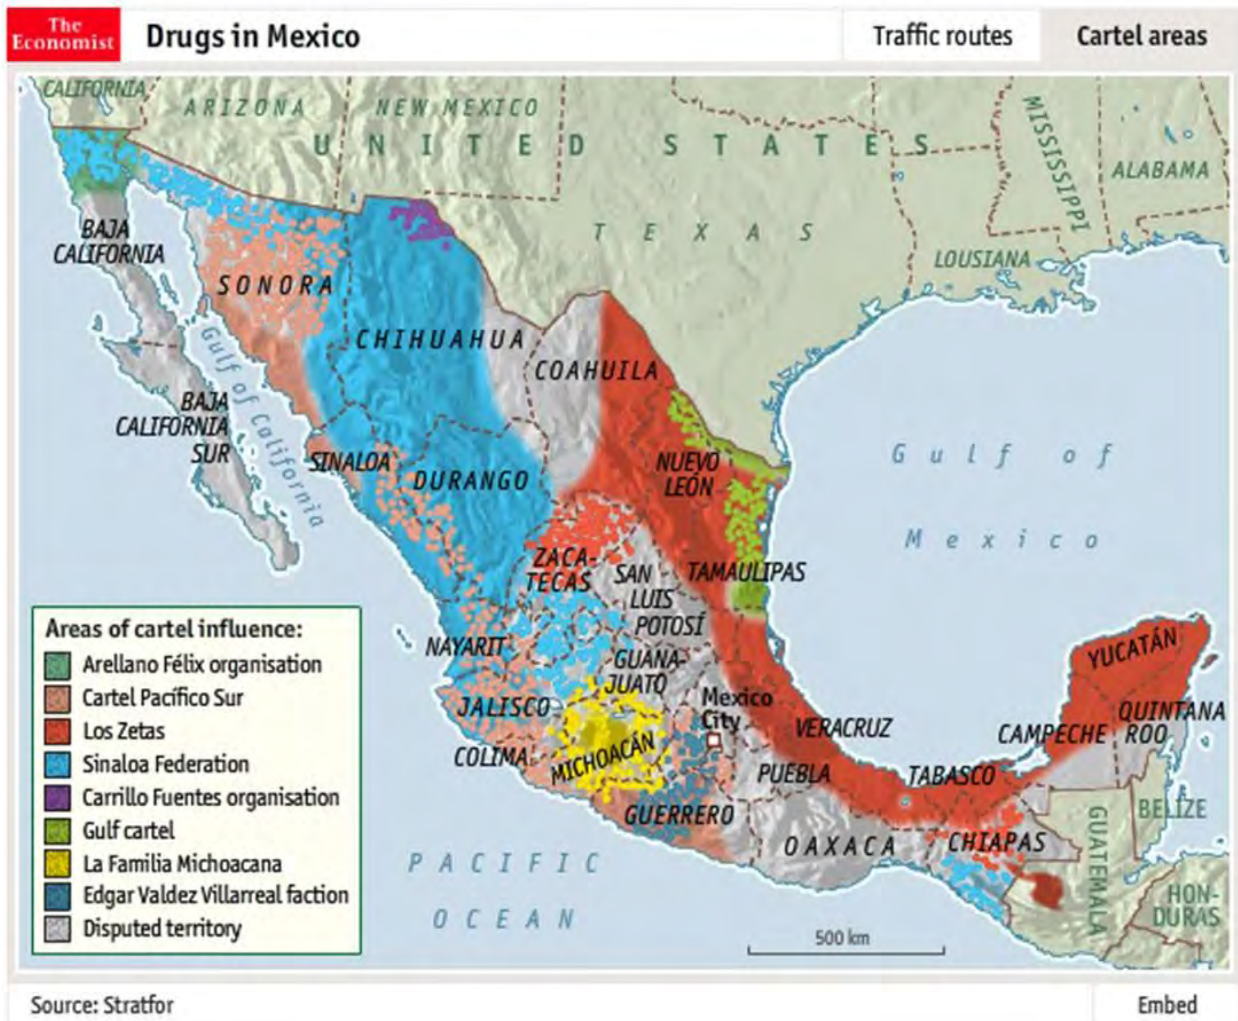 The
Economist
Drugs in Mexico
Traffic routes
Cartel areas
CALIFORNIA
ARIZONA
NEW MEXICO
UNITED STATES
MISSISSIPPI
ALABAMA
TEXAS
LOUSIANA
BAJA
CALIFORNIA
SONORA
CHIHUAHUA
COAHUILA
Gulf of California
BAJA
CALIFORNIA
SUR
SINALOA
DURANGO
NUEVO
LEÓN
Gulf of
Mexico
ZACA-
TECAS
SAN
LUIS
POTOSÍ
TAMAULIPAS
NAYARIT
GUANA-
JUATO
JALISCO
Mexico
City
COLIMA
MICHOACÁN
VERACRUZ
YUCATÁN
CAMPECHE
QUINTANA
ROO
PUEBLA
TABASCO
GUERRERO
OAXACA
CHIAPAS
BELIZE
GUATEMALA
HON-
DURAS
PACIFIC
OCEAN
500 km
Areas of cartel influence:
Arellano Félix organisation
Cartel Pacífico Sur
Los Zetas
Sinaloa Federation
Carrillo Fuentes organisation
Gulf cartel
La Familia Michoacana
Edgar Valdez Villarreal faction
Disputed territory
Source: Stratfor
Embed